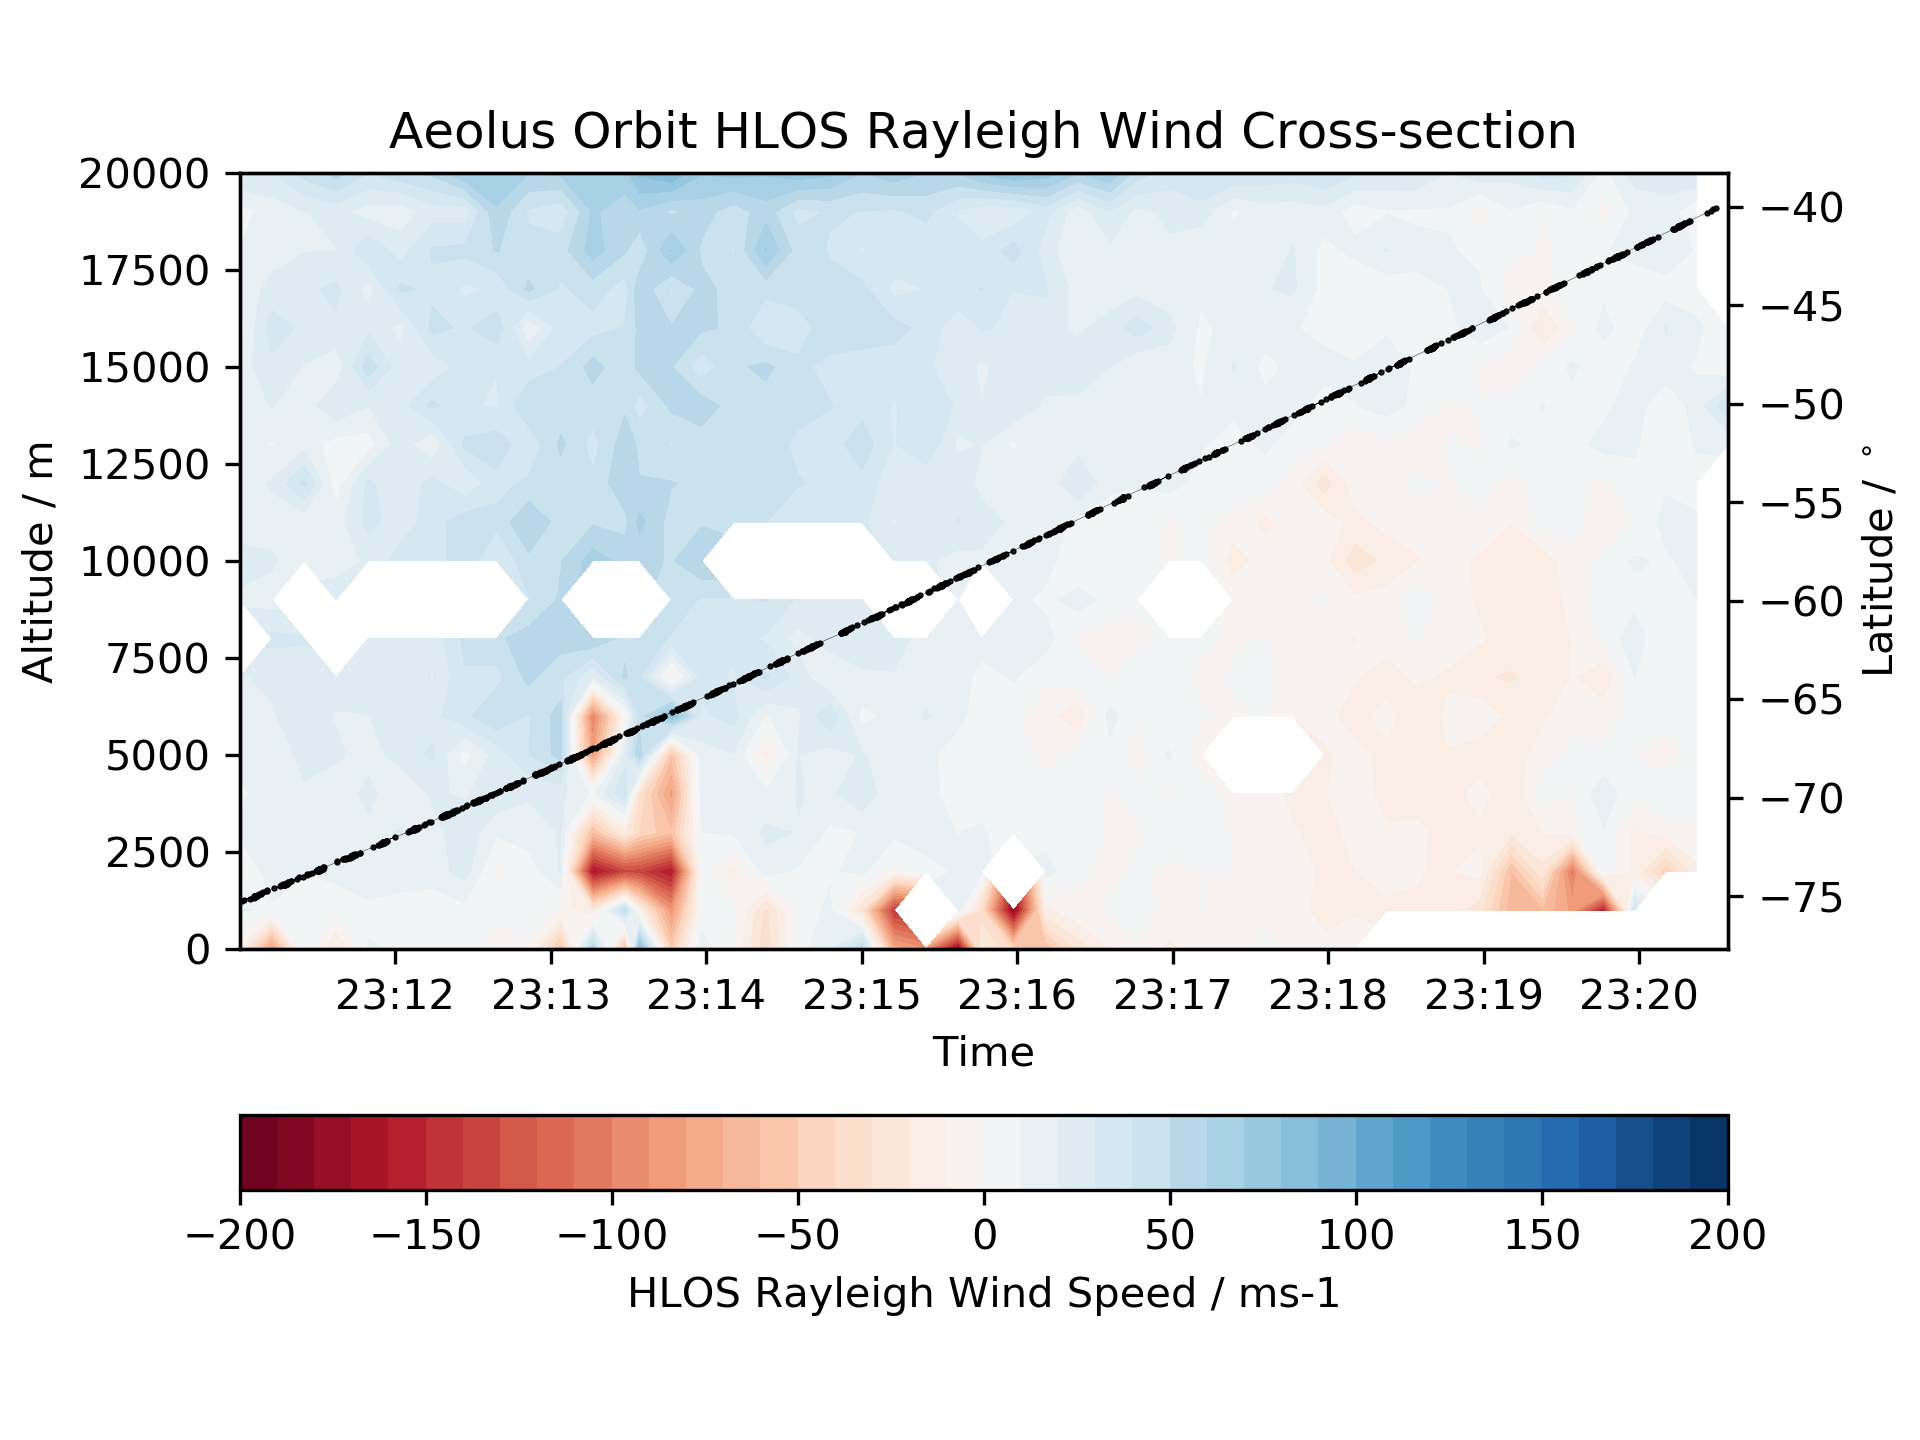 Aeolus Orbit HLOS Rayleigh Wind Cross-section
20000
17500
15000
12500
10000
7500
5000
2500
0
Altitude / m
−40
−45
−50
−55
−60
−65
−70
−75
Latitude / °
23:12 23:13 23:14 23:15 23:16 23:17 23:18 23:19 23:20
Time
−200 −150 −100 −50 0 50 100 150 200
HLOS Rayleigh Wind Speed / ms-1